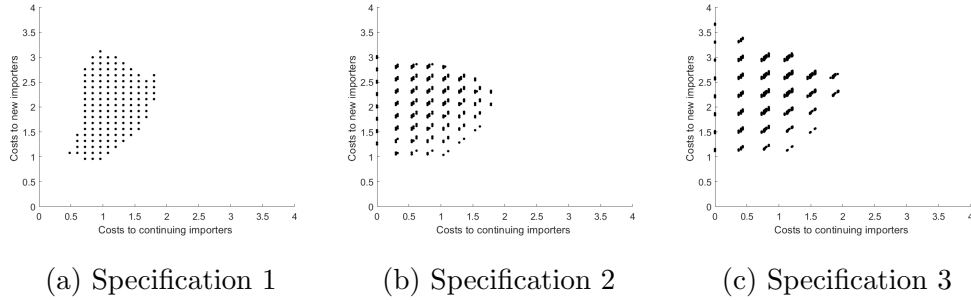 4
3.5
3
2.5
2
1.5
1
0.5
0
Costs to new importers
0 0.5 1 1.5 2 2.5 3 3.5 4
Costs to continuing importers
(a) Specification 1
4
3.5
3
2.5
2
1.5
1
0.5
0
Costs to new importers
0 0.5 1 1.5 2 2.5 3 3.5 4
Costs to continuing importers
(b) Specification 2
4
3.5
3
2.5
2
1.5
1
0.5
0
Costs to new importers
0 0.5 1 1.5 2 2.5 3 3.5 4
Costs to continuing importers
(c) Specification 3